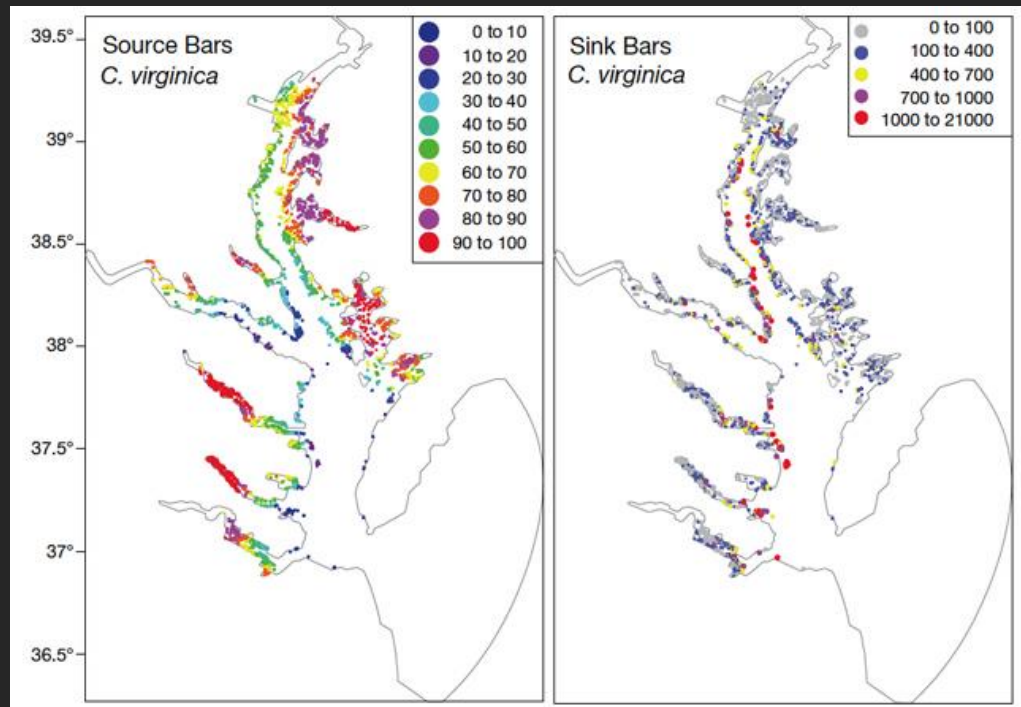 Source Bars
C. virginica
0 to 10
10 to 20
20 to 30
30 to 40
40 to 50
50 to 60
60 to 70
70 to 80
80 to 90
90 to 100
Sink Bars
C. virginica
0 to 100
100 to 400
400 to 700
700 to 1000
1000 to 21000
39.5°
39°
38.5°
38°
37.5°
37°
36.5°